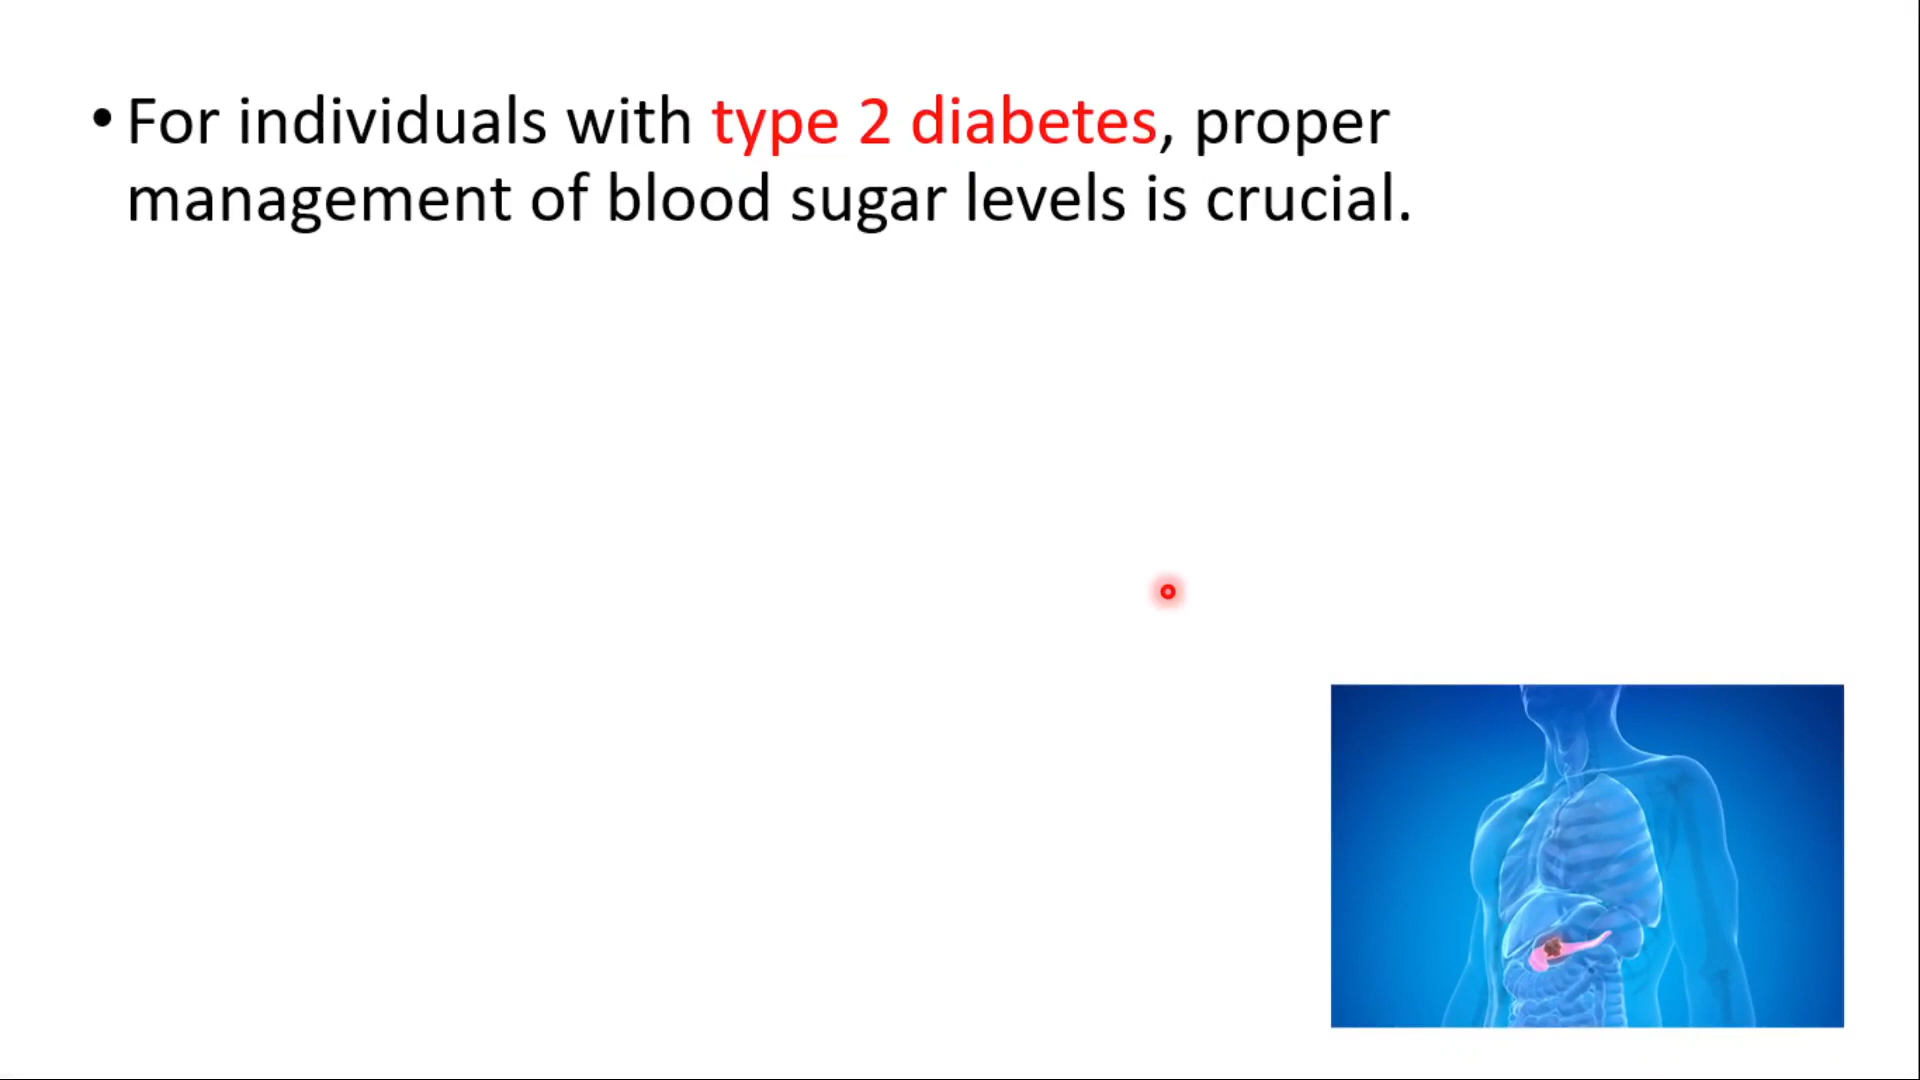 • For individuals with type 2 diabetes, proper
management of blood sugar levels is crucial.